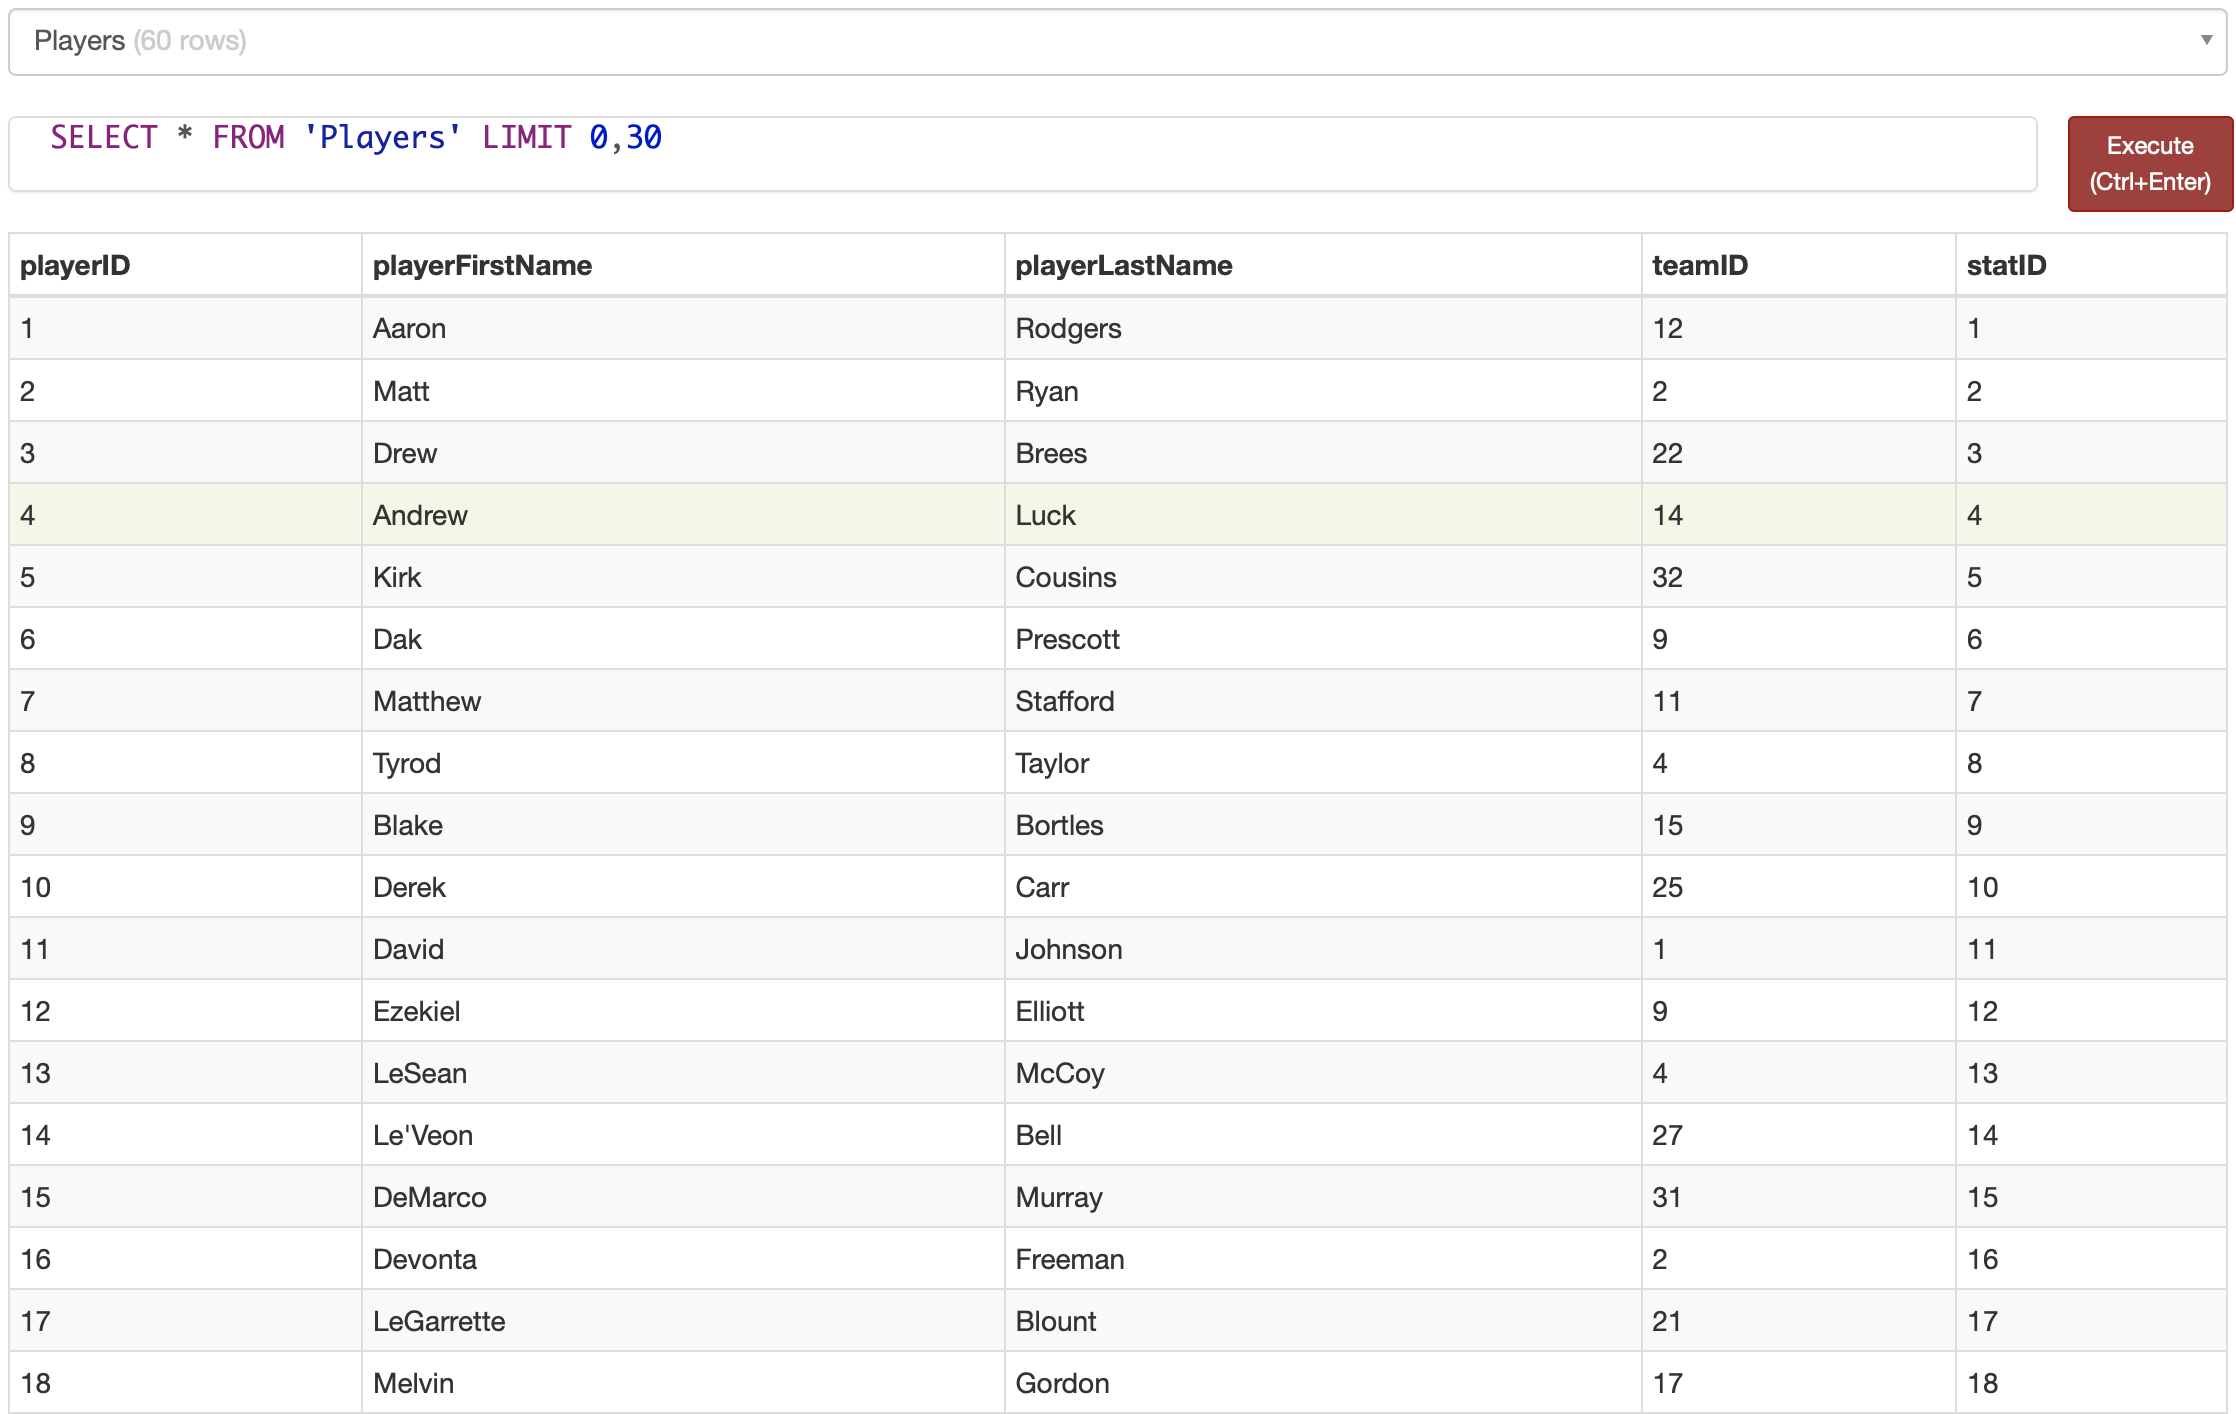 Players (60 rows) ▼
SELECT * FROM 'Players' LIMIT 0,30
Execute
(Ctrl+Enter)
playerID playerFirstName playerLastName teamID statID
1 Aaron Rodgers 12 1
2 Matt Ryan 2 2
3 Drew Brees 22 3
4 Andrew Luck 14 4
5 Kirk Cousins 32 5
6 Dak Prescott 9 6
7 Matthew Stafford 11 7
8 Tyrod Taylor 4 8
9 Blake Bortles 15 9
10 Derek Carr 25 10
11 David Johnson 1 11
12 Ezekiel Elliott 9 12
13 LeSean McCoy 4 13
14 Le'Veon Bell 27 14
15 DeMarco Murray 31 15
16 Devonta Freeman 2 16
17 LeGarrette Blount 21 17
18 Melvin Gordon 17 18